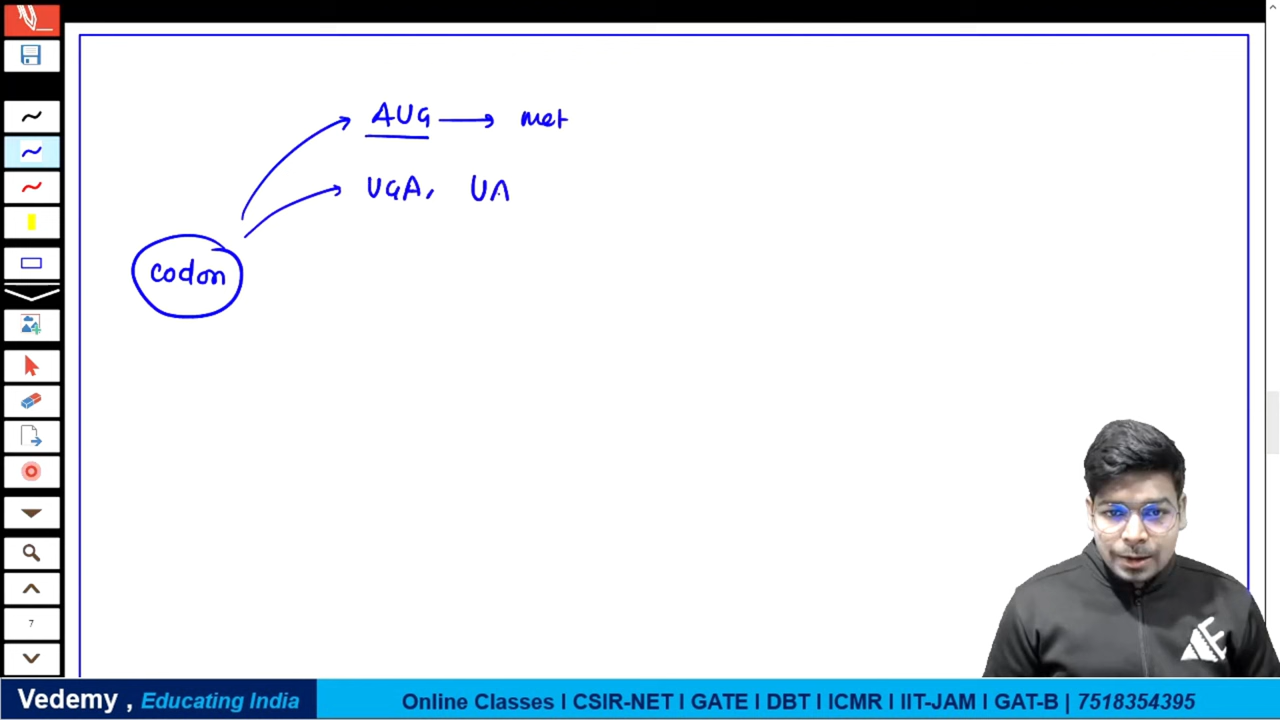 AUG → met
UGA, UA
codon
7
Vedemy , Educating India
Online Classes I CSIR-NET I GATE I DBT I ICMR I IIT-JAM I GAT-B | 7518354395